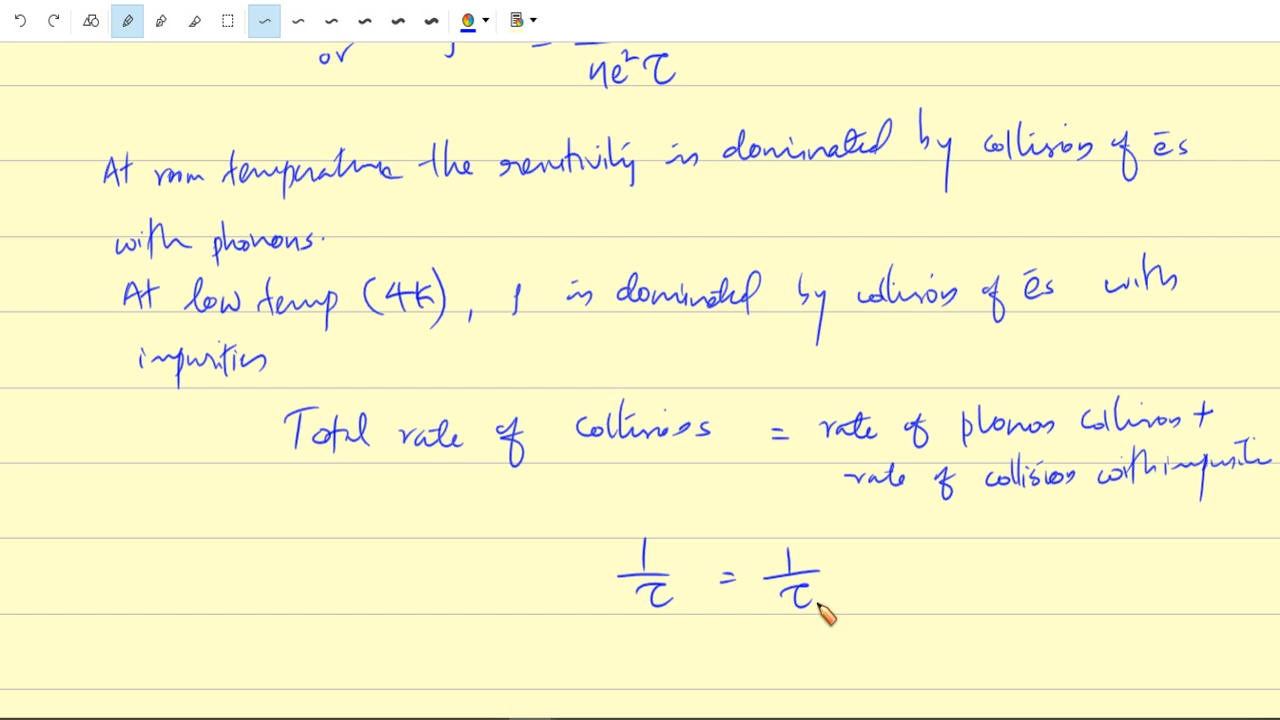 or ρ = ne²τ
At room temperature the resistivity is dominated by collision of ēs
with phonons.
At low temp (4K), ρ is dominated by collision of ēs with
impurities
Total rate of collisions = rate of phonon collision +
rate of collision with impurity
1/τ = 1/τ